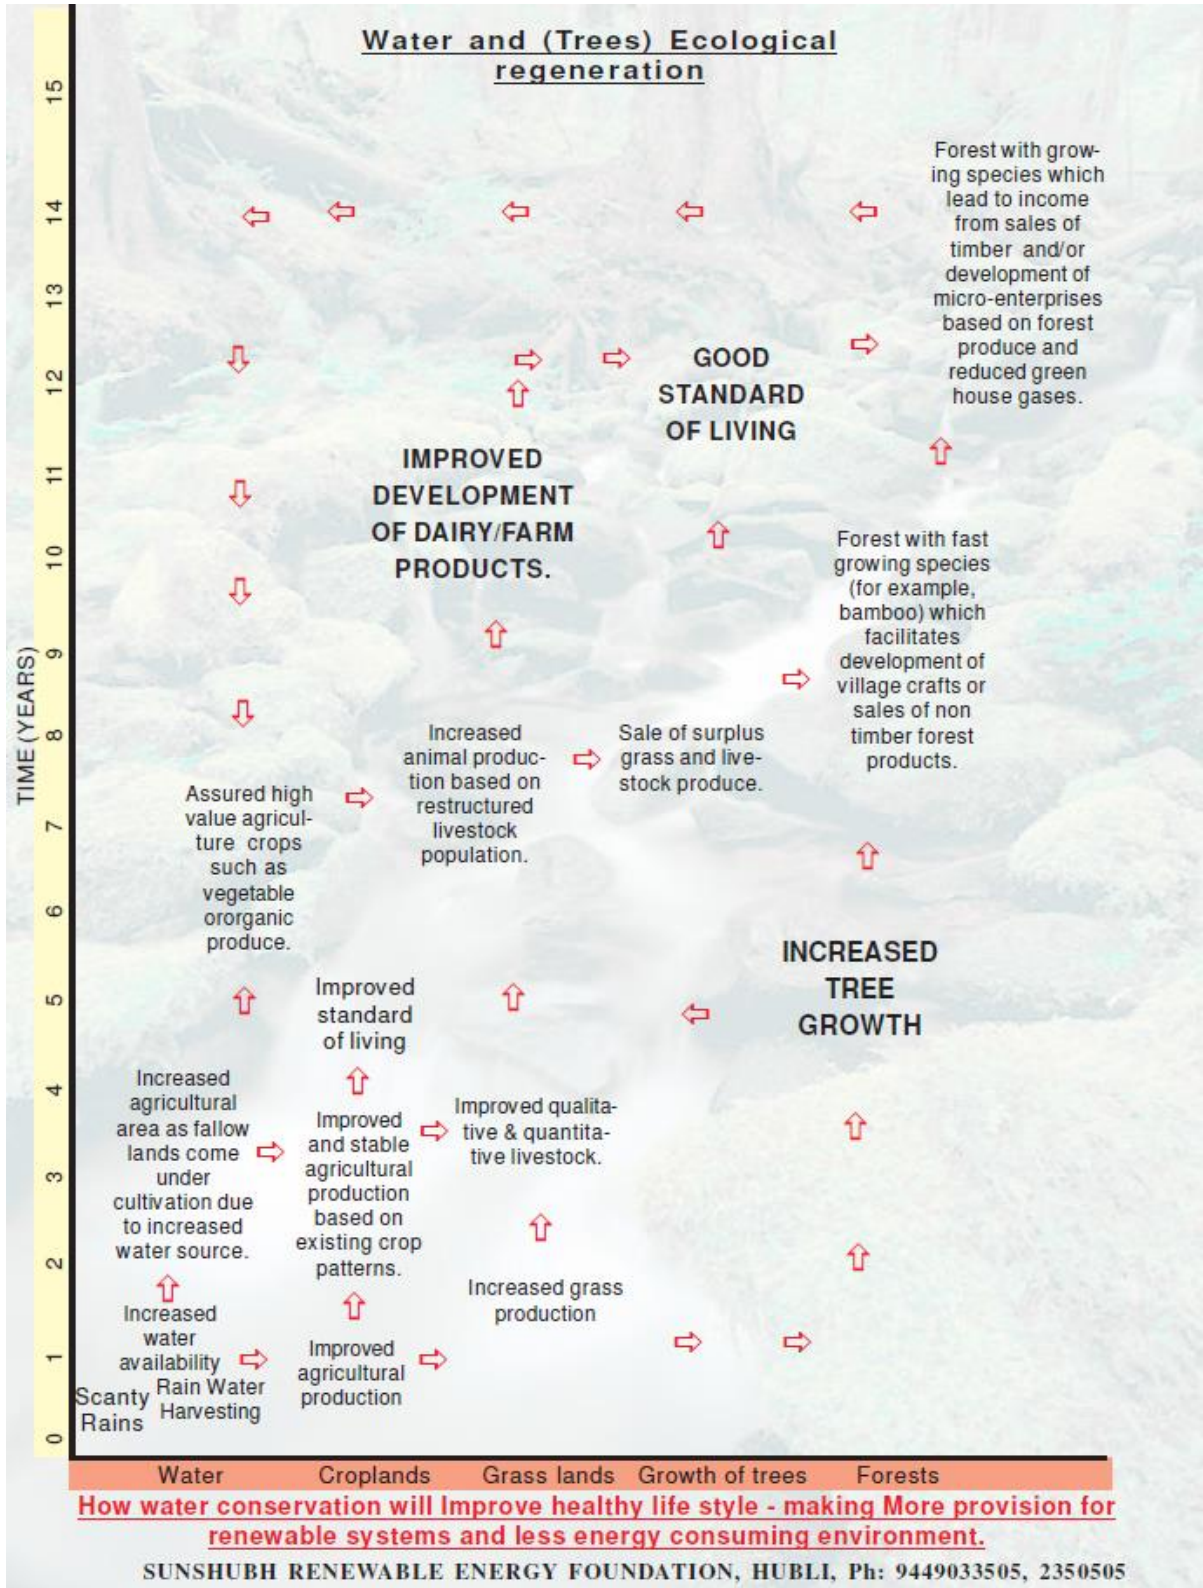 Water and (Trees) Ecological
regeneration
TIME (YEARS)
15
14
13
12
11
10
9
8
7
6
5
4
3
2
1
0
Forest with grow-
ing species which
lead to income
from sales of
timber and/or
development of
micro-enterprises
based on forest
produce and
reduced green
house gases.
GOOD
STANDARD
OF LIVING
IMPROVED
DEVELOPMENT
OF DAIRY/FARM
PRODUCTS.
Forest with fast
growing species
(for example,
bamboo) which
facilitates
development of
village crafts or
sales of non
timber forest
products.
Assured high
value agricul-
ture crops
such as
vegetable
ororganic
produce.
Increased
animal produc-
tion based on
restructured
livestock
population.
Sale of surplus
grass and live-
stock produce.
INCREASED
TREE
GROWTH
Improved
standard
of living
Increased
agricultural
area as fallow
lands come
under
cultivation due
to increased
water source.
Improved
and stable
agricultural
production
based on
existing crop
patterns.
Improved qualita-
tive & quantita-
tive livestock.
Increased grass
production
Increased
water
availability
Rain Water
Harvesting
Scanty
Rains
Improved
agricultural
production
Water Croplands Grass lands Growth of trees Forests
How water conservation will Improve healthy life style - making More provision for
renewable systems and less energy consuming environment.
SUNSHUBH RENEWABLE ENERGY FOUNDATION, HUBLI, Ph: 9449033505, 2350505